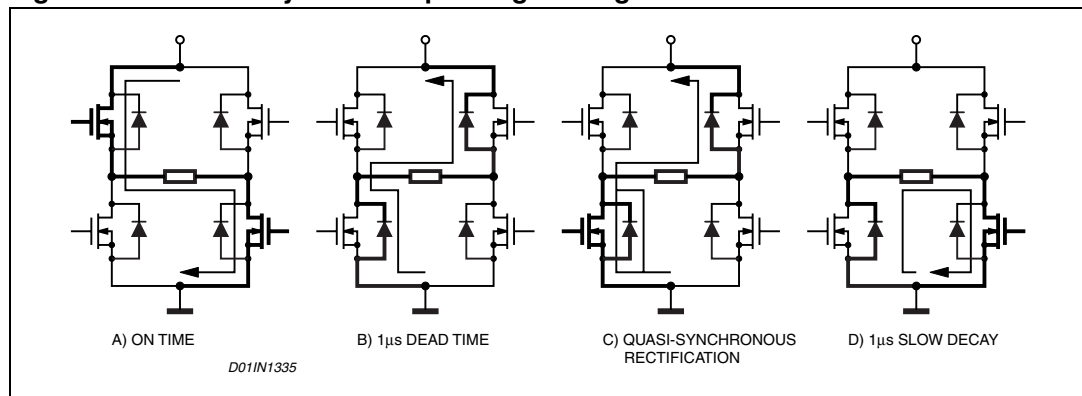 A) ON TIME
B) 1µs DEAD TIME
C) QUASI-SYNCHRONOUS
RECTIFICATION
D) 1µs SLOW DECAY
D01IN1335